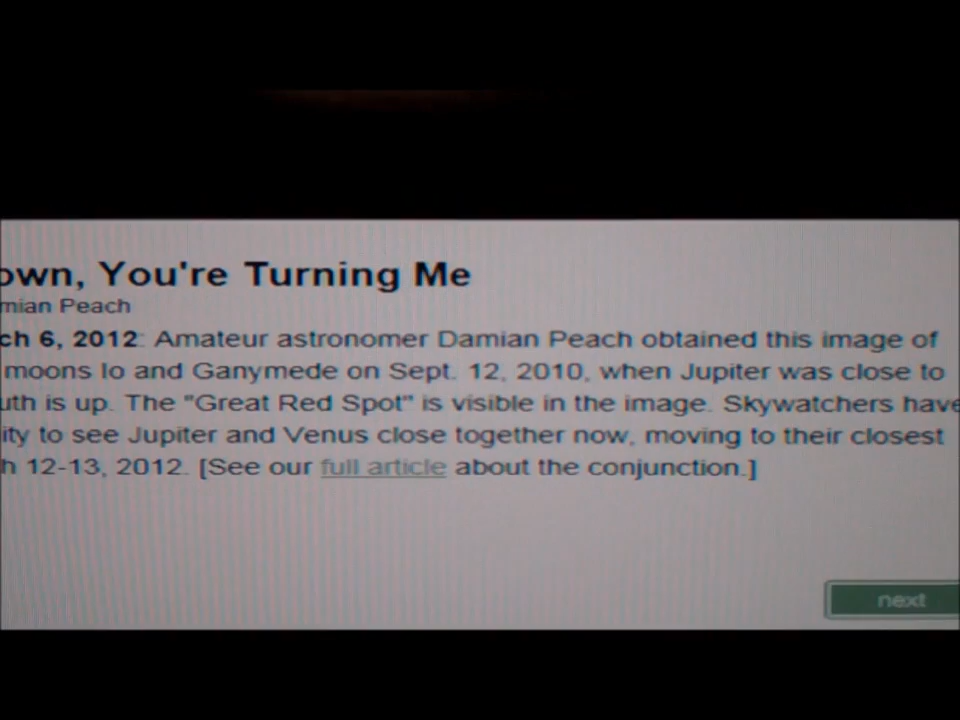 own, You're Turning Me
mian Peach
ch 6, 2012: Amateur astronomer Damian Peach obtained this image of
moons Io and Ganymede on Sept. 12, 2010, when Jupiter was close to
uth is up. The "Great Red Spot" is visible in the image. Skywatchers have
ity to see Jupiter and Venus close together now, moving to their closest
h 12-13, 2012. [See our full article about the conjunction.]
next